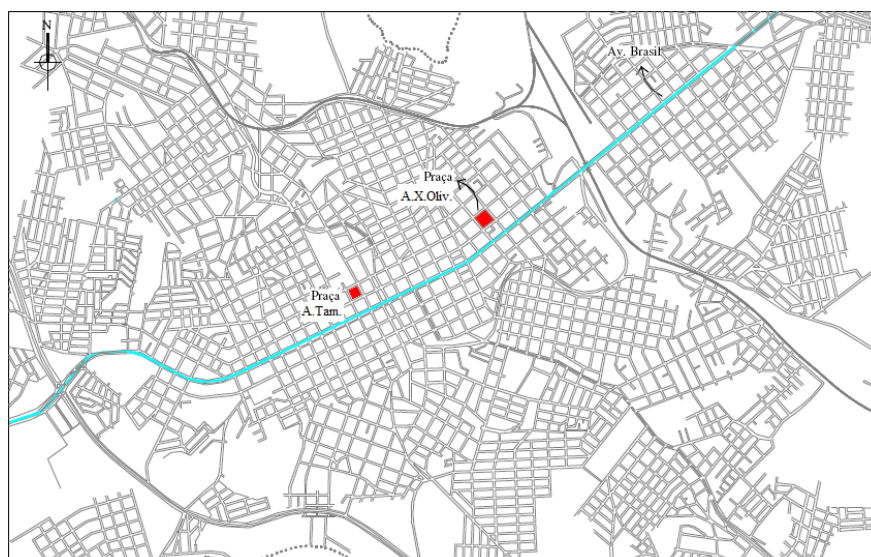 N
Av. Brasil
Praça
A.X.Oliv.
Praça
A.Tam.